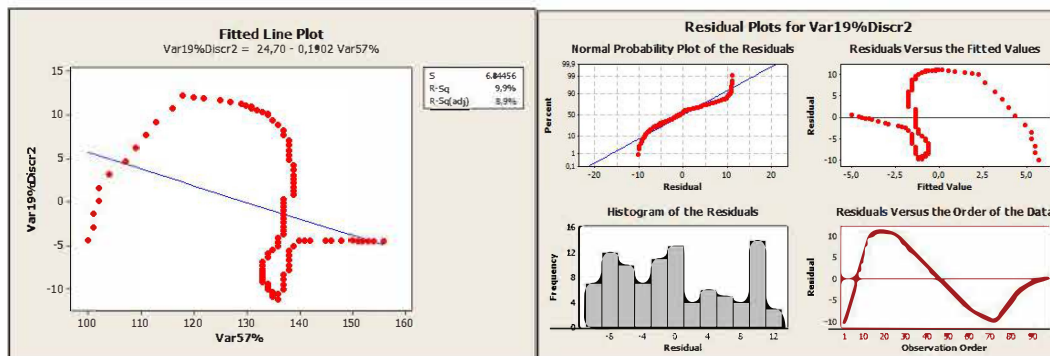 Fitted Line Plot
Var19%Discr2 = 24,70 - 0,1902 Var57%
S 6.84456
R-Sq 9,9%
R-Sq(adj) 8,9%
Var19%Discr2
15
10
5
0
-5
-10
100 110 120 130 140 150 160
Var57%
Residual Plots for Var19%Discr2
Normal Probability Plot of the Residuals
Percent
99,9
99
90
50
10
1
0,1
-20 -10 0 10 20
Residual
Residuals Versus the Fitted Values
Residual
10
5
0
-5
-10
-5,0 -2,5 0,0 2,5 5,0
Fitted Value
Histogram of the Residuals
Frequency
16
12
8
4
0
-4 0 4 8 12
Residual
Residuals Versus the Order of the Data
Residual
10
5
0
-5
-10
1 10 20 30 40 50 60 70 80 90
Observation Order